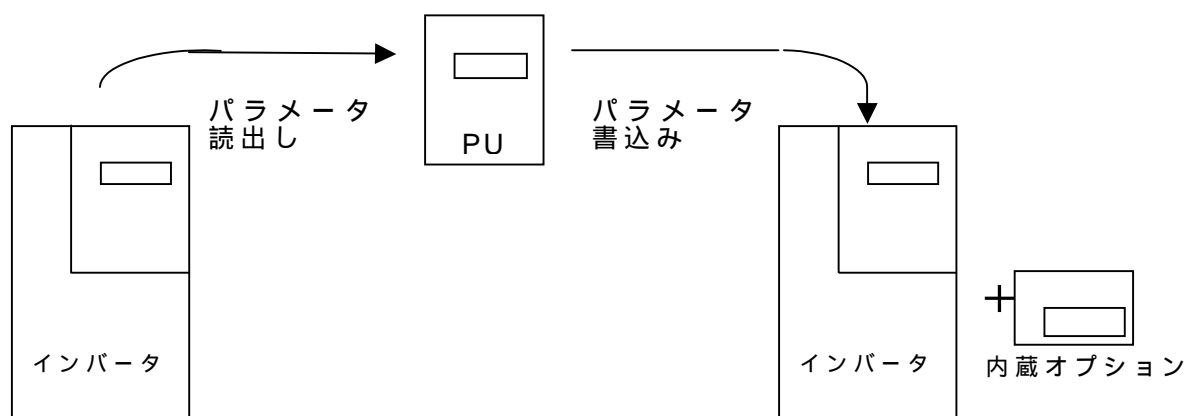 パラメータ
読出し
PU
パラメータ
書込み
インバータ
インバータ
内蔵オプション